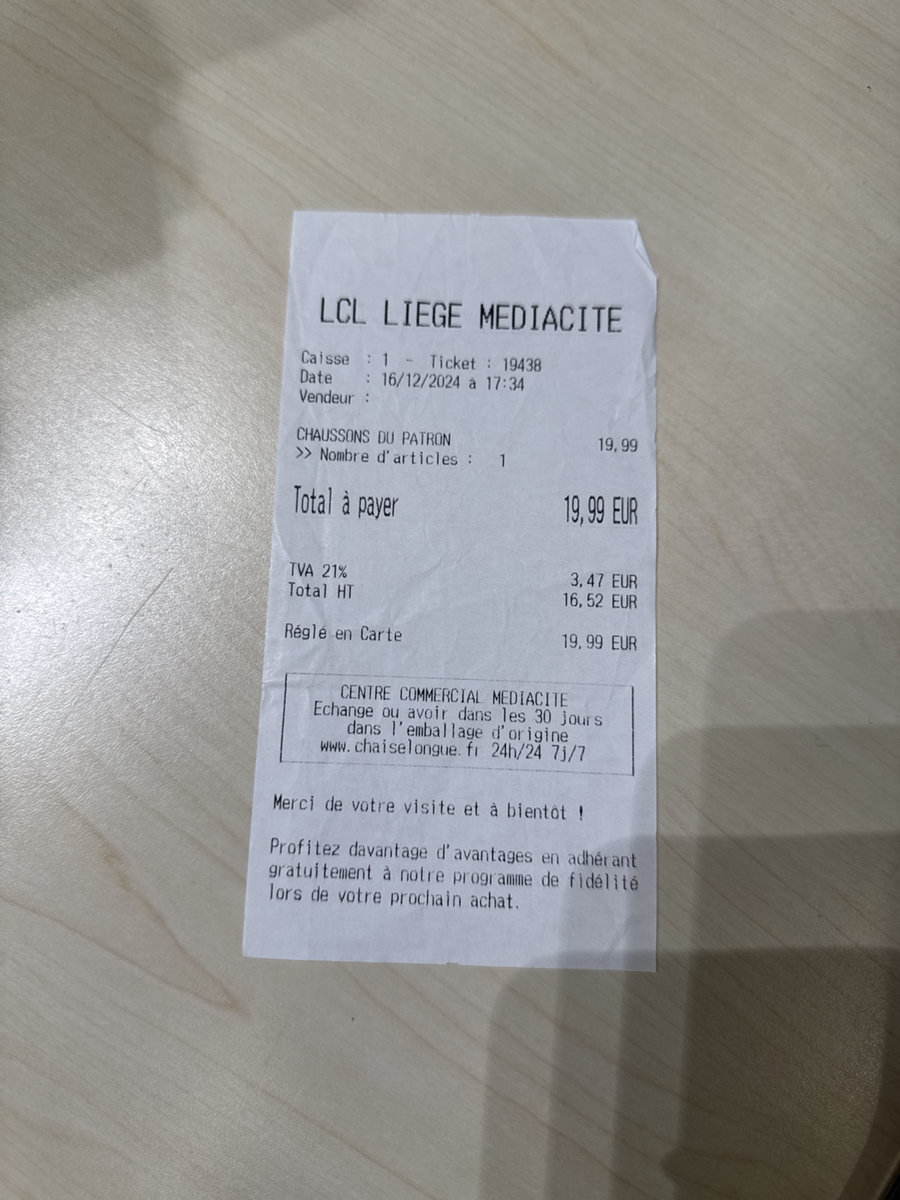 LCL LIEGE MEDIACITE
Caisse : 1 - Ticket : 19438
Date : 16/12/2024 à 17:34
Vendeur :
CHAUSSONS DU PATRON 19,99
>> Nombre d'articles : 1
Total à payer 19,99 EUR
TVA 21% 3,47 EUR
Total HT 16,52 EUR
Réglé en Carte 19,99 EUR
CENTRE COMMERCIAL MEDIACITE
Echange ou avoir dans les 30 jours
dans l'emballage d'origine
www.chaiselongue.fr 24h/24 7j/7
Merci de votre visite et à bientôt !
Profitez davantage d'avantages en adhérant
gratuitement à notre programme de fidélité
lors de votre prochain achat.